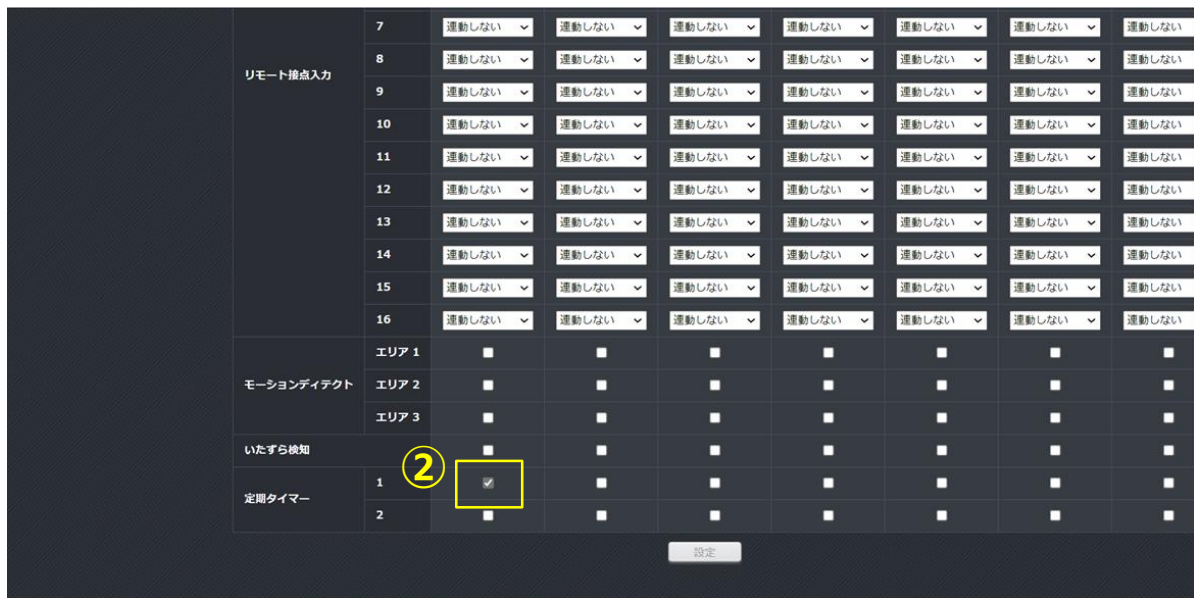 7 連動しない 連動しない 連動しない 連動しない 連動しない 連動しない 連動しない
リモート接点入力
8 連動しない 連動しない 連動しない 連動しない 連動しない 連動しない 連動しない
9 連動しない 連動しない 連動しない 連動しない 連動しない 連動しない 連動しない
10 連動しない 連動しない 連動しない 連動しない 連動しない 連動しない 連動しない
11 連動しない 連動しない 連動しない 連動しない 連動しない 連動しない 連動しない
12 連動しない 連動しない 連動しない 連動しない 連動しない 連動しない 連動しない
13 連動しない 連動しない 連動しない 連動しない 連動しない 連動しない 連動しない
14 連動しない 連動しない 連動しない 連動しない 連動しない 連動しない 連動しない
15 連動しない 連動しない 連動しない 連動しない 連動しない 連動しない 連動しない
16 連動しない 連動しない 連動しない 連動しない 連動しない 連動しない 連動しない
エリア 1
モーションディテクト エリア 2
エリア 3
いたずら検知
②
定期タイマー
1
2
設定